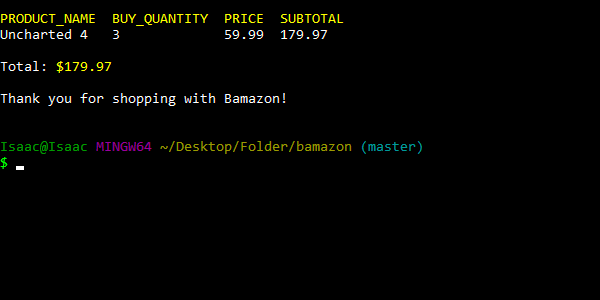 PRODUCT_NAME  BUY_QUANTITY  PRICE  SUBTOTAL
Uncharted 4   3             59.99  179.97
Total: $179.97
Thank you for shopping with Bamazon!
Isaac@Isaac MINGW64 ~/Desktop/Folder/bamazon (master)
$